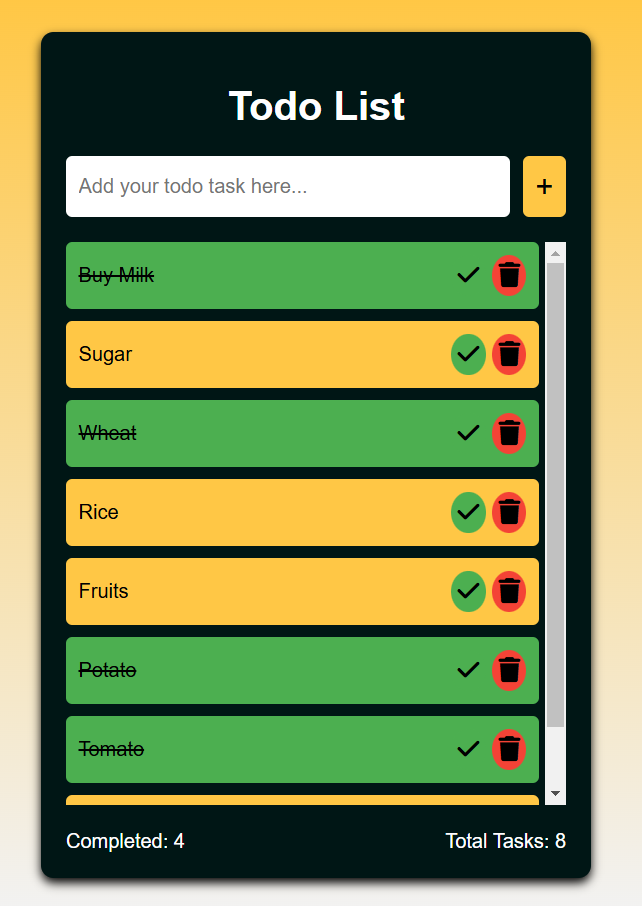 Todo List
Add your todo task here...
+
Buy Milk
Sugar
Wheat
Rice
Fruits
Potato
Tomato
Completed: 4 Total Tasks: 8